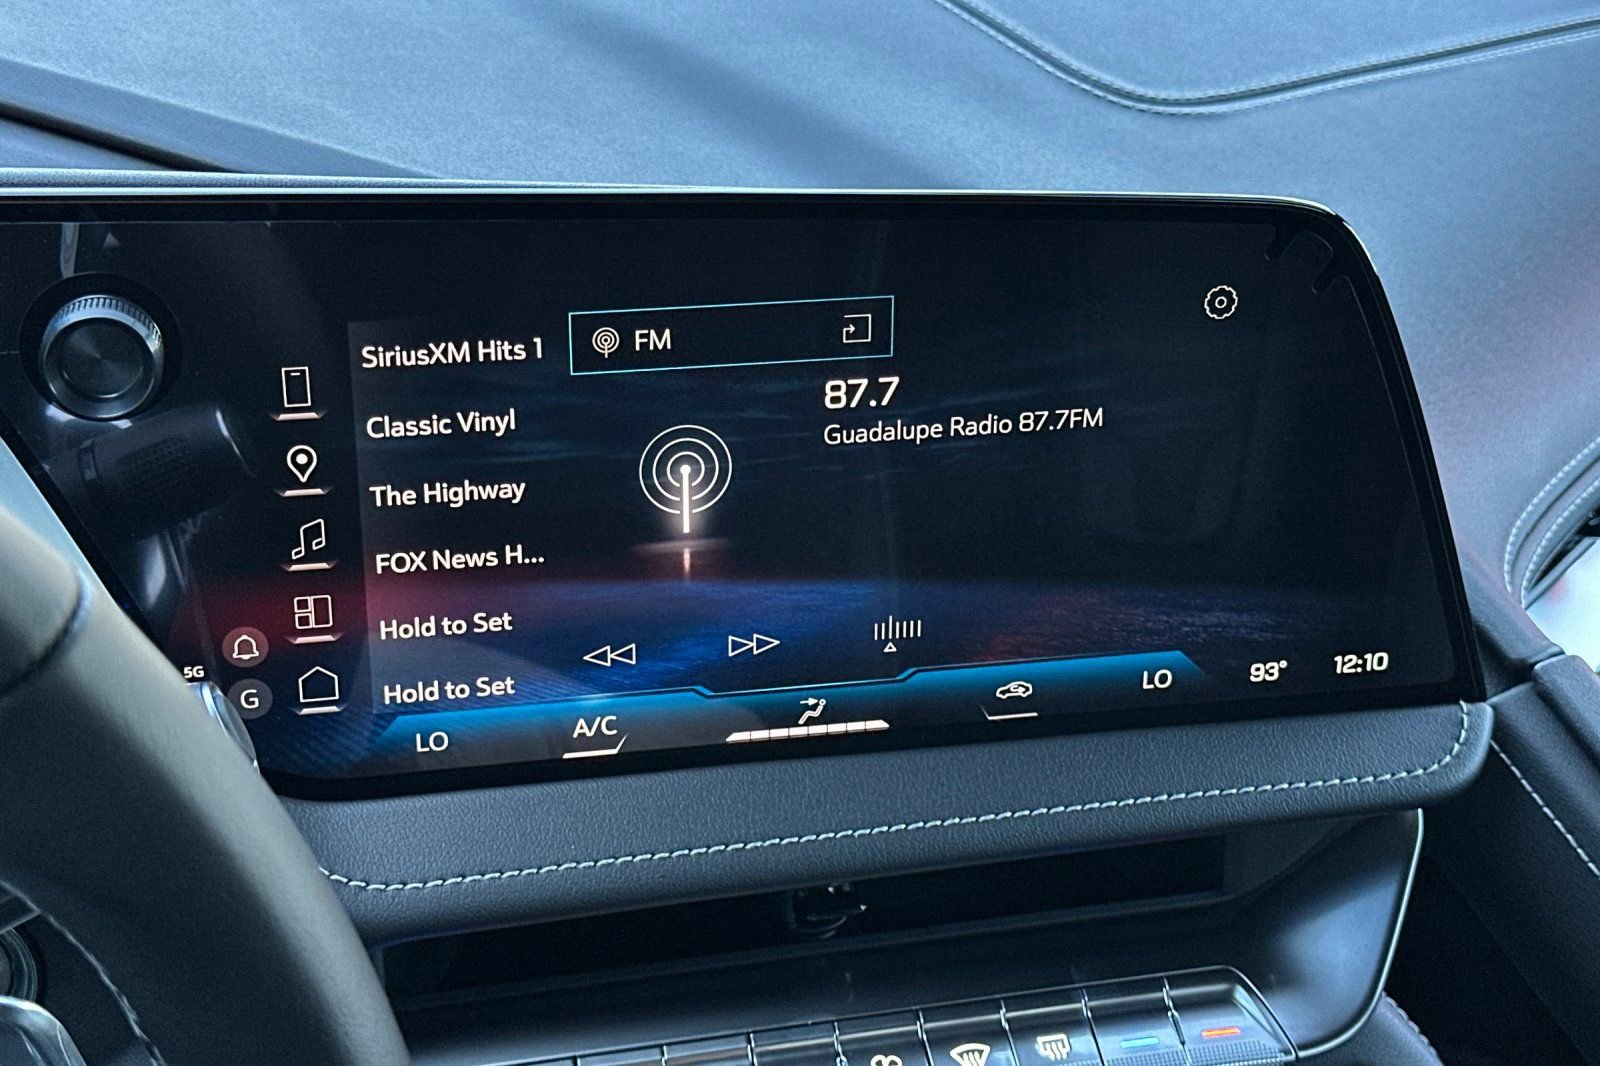 SiriusXM Hits 1
Classic Vinyl
The Highway
FOX News H...
Hold to Set
Hold to Set
FM
87.7
Guadalupe Radio 87.7FM
5G
G
LO
A/C
LO
93°
12:10